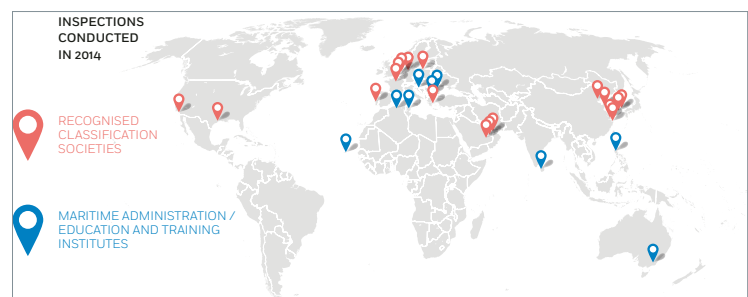 INSPECTIONS
CONDUCTED
IN 2014
RECOGNISED
CLASSIFICATION
SOCIETIES
MARITIME ADMINISTRATION /
EDUCATION AND TRAINING
INSTITUTES